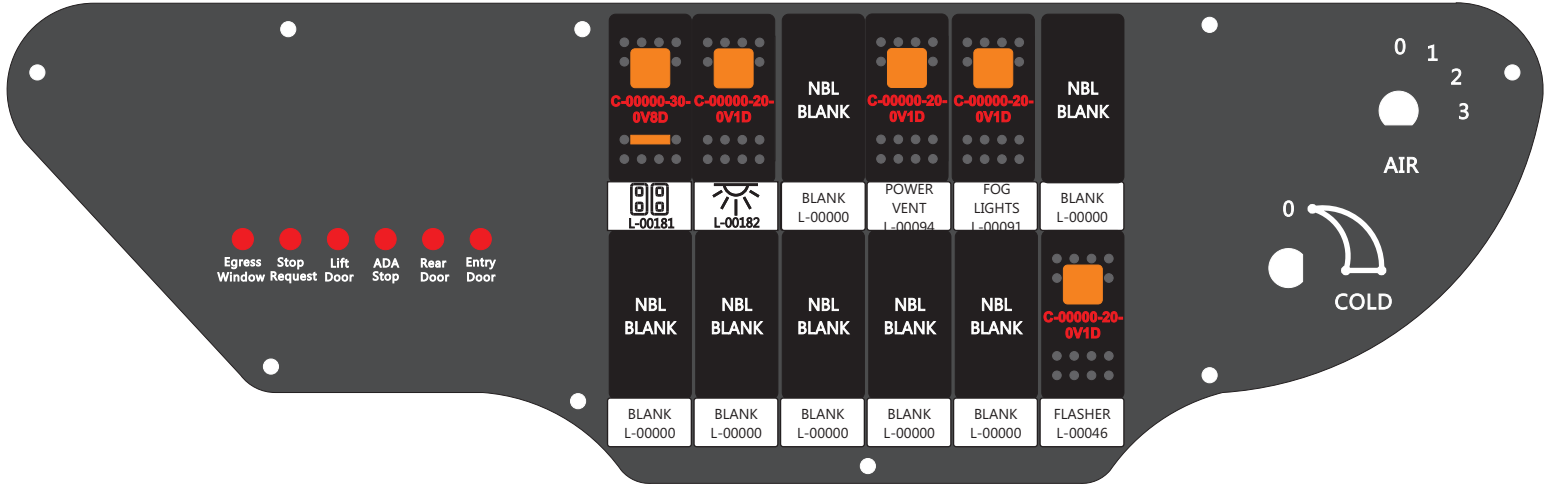 C-00000-30-
0V8D
C-00000-20-
0V1D
NBL
BLANK
C-00000-20-
0V1D
C-00000-20-
0V1D
NBL
BLANK
L-00181
L-00182
BLANK
L-00000
POWER
VENT
L-00094
FOG
LIGHTS
L-00091
BLANK
L-00000
0
1
2
3
AIR
0
COLD
Egress
Window
Stop
Request
Lift
Door
ADA
Stop
Rear
Door
Entry
Door
NBL
BLANK
NBL
BLANK
NBL
BLANK
NBL
BLANK
NBL
BLANK
C-00000-20-
0V1D
BLANK
L-00000
BLANK
L-00000
BLANK
L-00000
BLANK
L-00000
BLANK
L-00000
FLASHER
L-00046